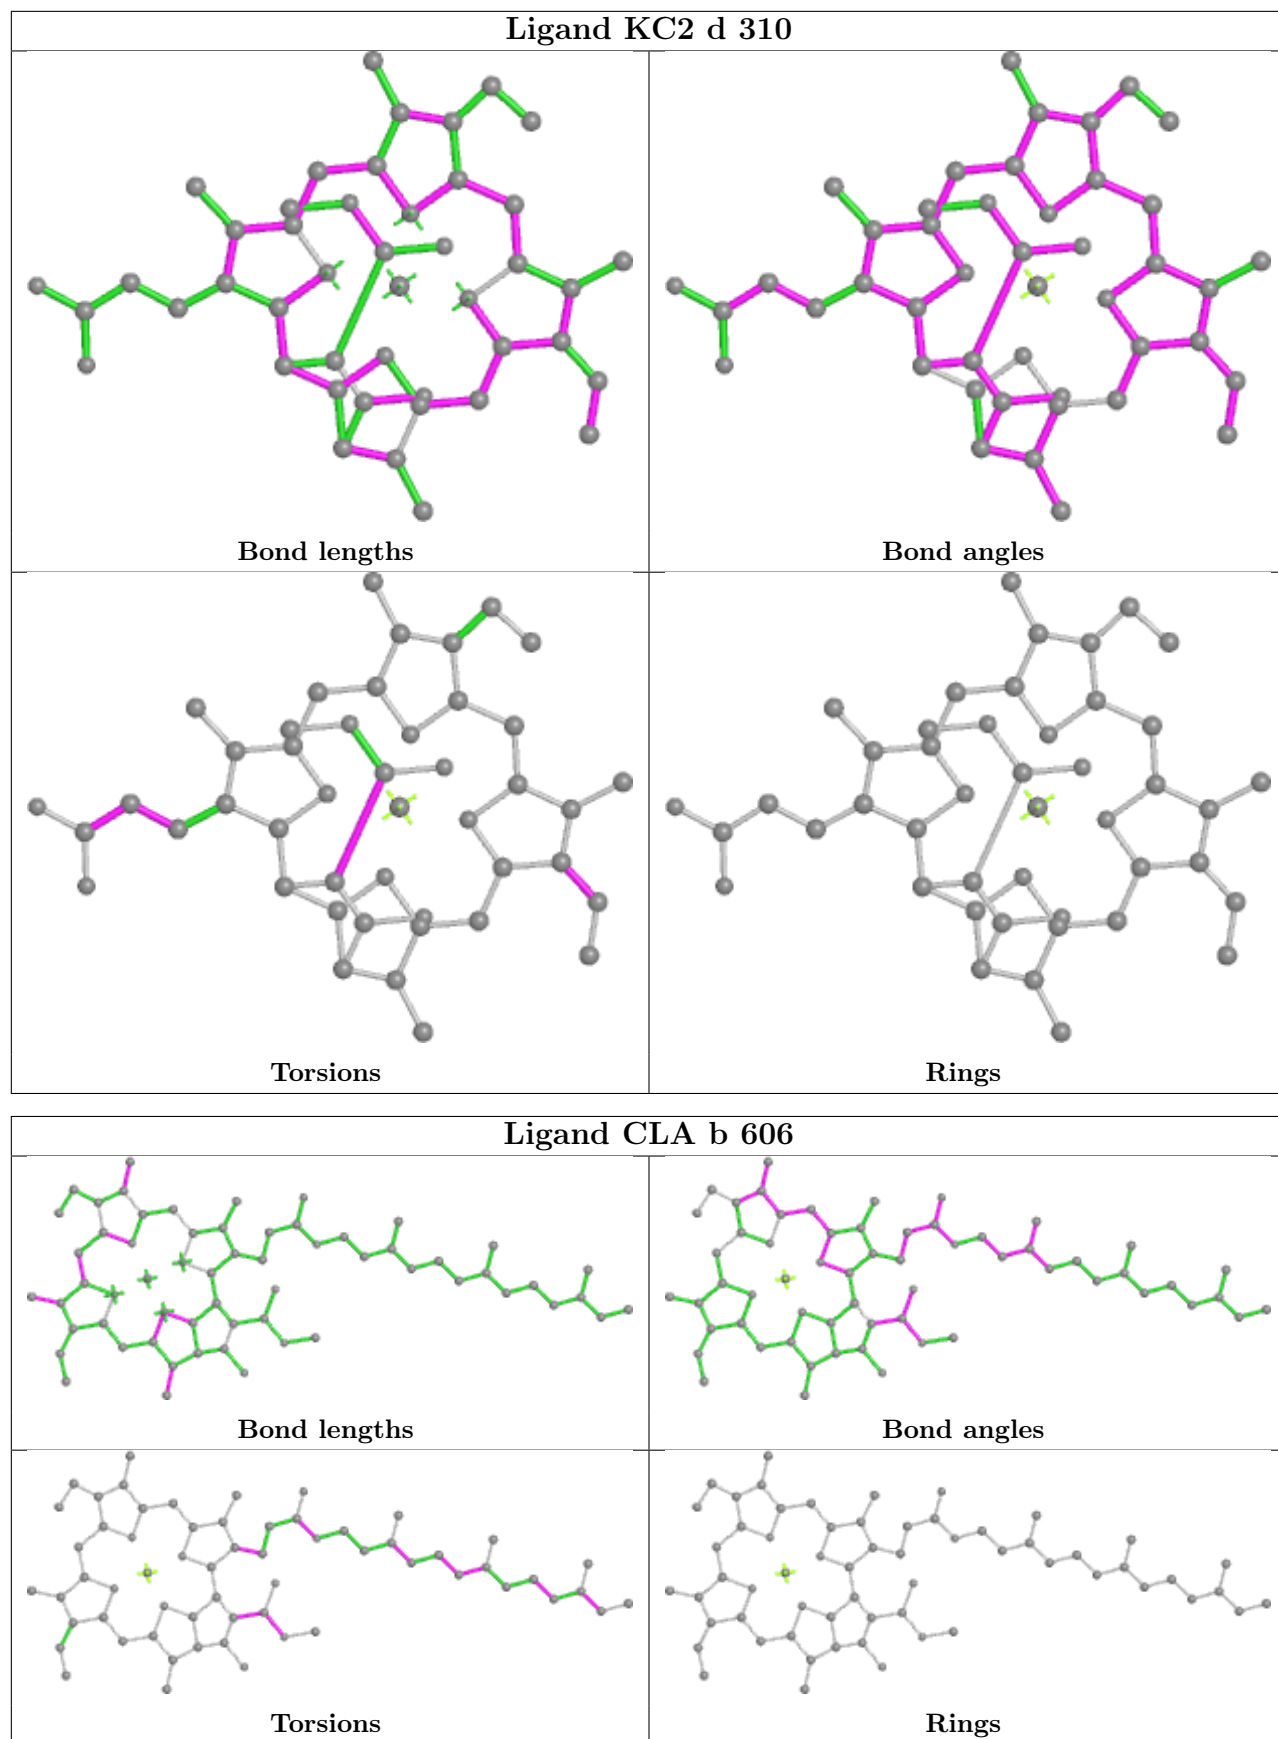 Ligand KC2 d 310
Bond lengths
Bond angles
Torsions
Rings
Ligand CLA b 606
Bond lengths
Bond angles
Torsions
Rings